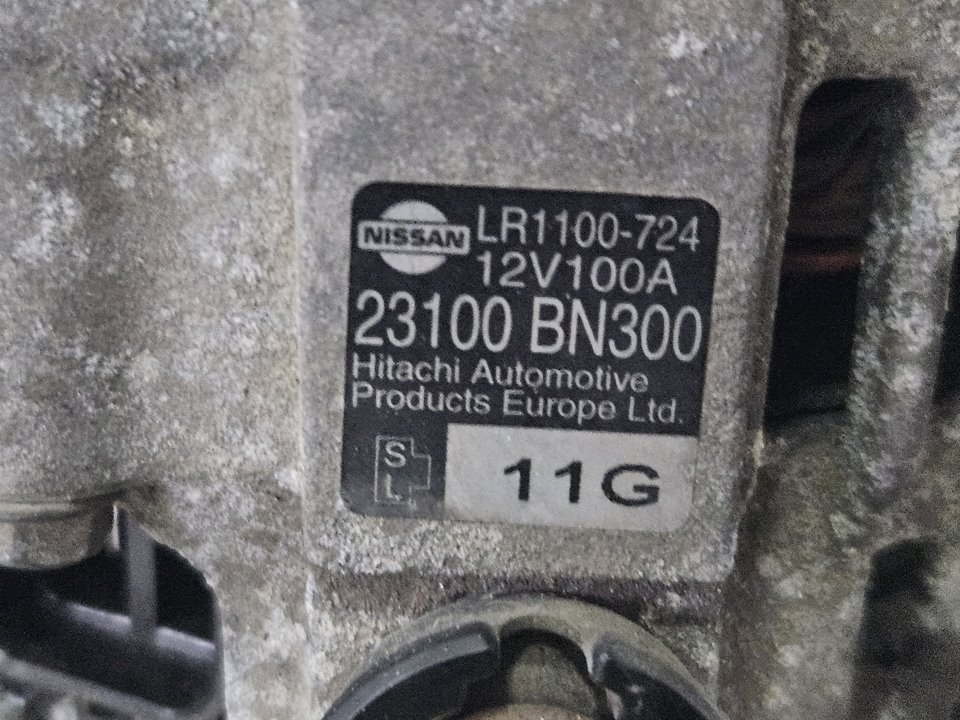 NISSAN LR1100-724
12V100A
23100 BN300
Hitachi Automotive
Products Europe Ltd.
S
L
11G